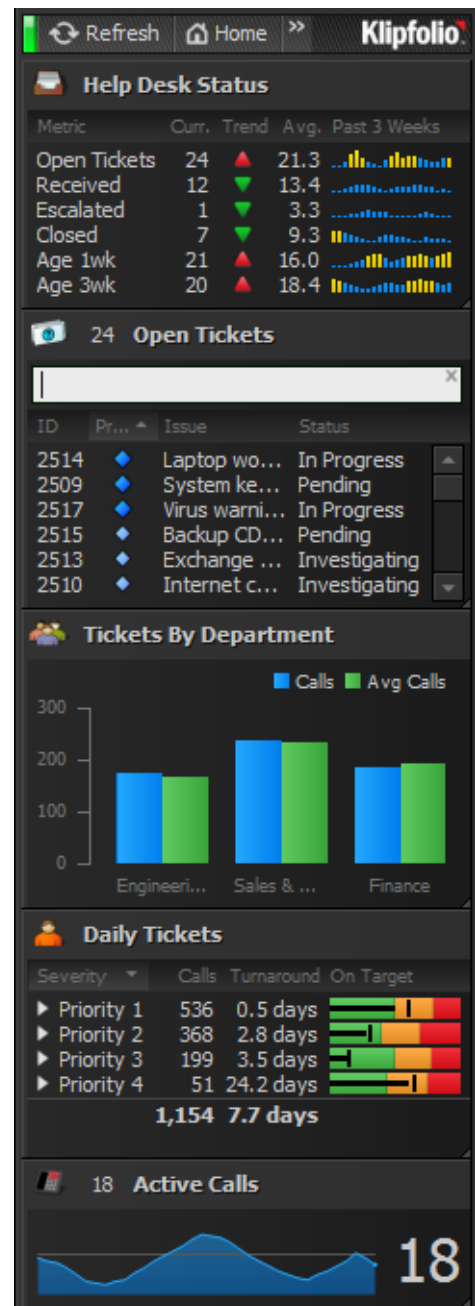 Refresh Home » Klipfolio
Help Desk Status
Metric Curr. Trend Avg. Past 3 Weeks
Open Tickets 24 21.3
Received 12 13.4
Escalated 1 3.3
Closed 7 9.3
Age 1wk 21 16.0
Age 3wk 20 18.4
24 Open Tickets
ID Pr... Issue Status
2514 Laptop wo... In Progress
2509 System ke... Pending
2517 Virus warni... In Progress
2515 Backup CD... Pending
2513 Exchange ... Investigating
2510 Internet c... Investigating
Tickets By Department
Calls Avg Calls
300
200
100
0
Engineeri... Sales & ... Finance
Daily Tickets
Severity Calls Turnaround On Target
Priority 1 536 0.5 days
Priority 2 368 2.8 days
Priority 3 199 3.5 days
Priority 4 51 24.2 days
1,154 7.7 days
18 Active Calls
18